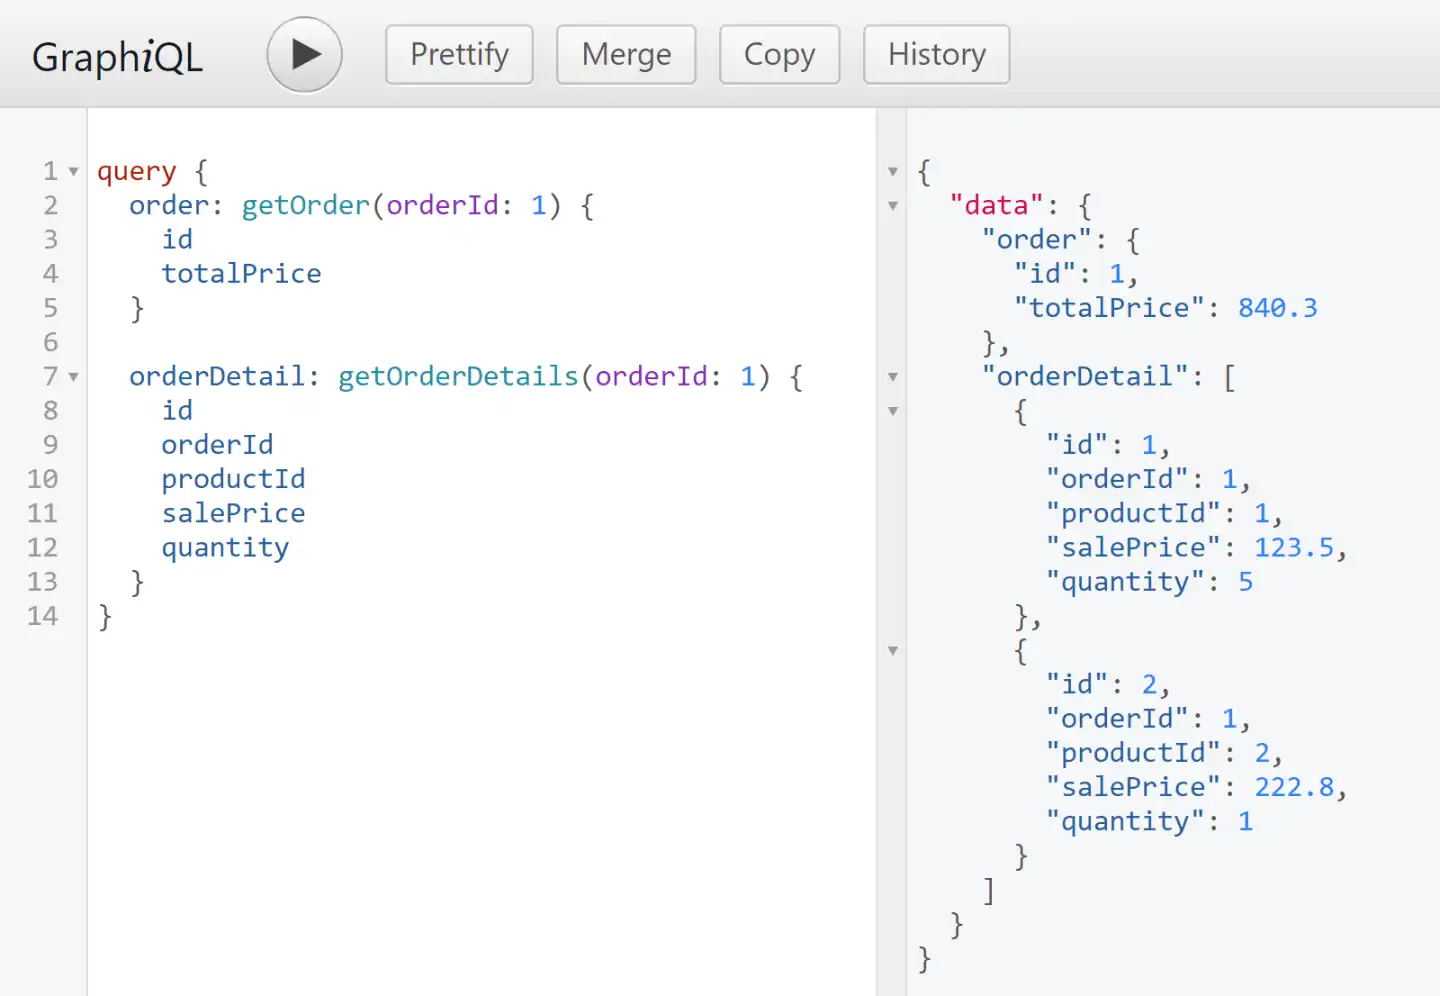 GraphiQL Prettify Merge Copy History
1 query {
2 order: getOrder(orderId: 1) {
3 id
4 totalPrice
5 }
6
7 orderDetail: getOrderDetails(orderId: 1) {
8 id
9 orderId
10 productId
11 salePrice
12 quantity
13 }
14 }
{
"data": {
"order": {
"id": 1,
"totalPrice": 840.3
},
"orderDetail": [
{
"id": 1,
"orderId": 1,
"productId": 1,
"salePrice": 123.5,
"quantity": 5
},
{
"id": 2,
"orderId": 1,
"productId": 2,
"salePrice": 222.8,
"quantity": 1
}
]
}
}